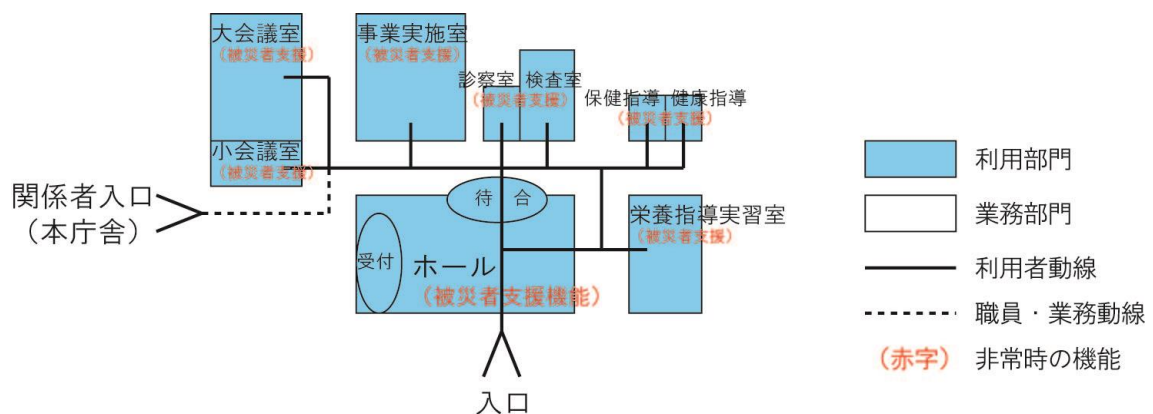 大会議室
（被災者支援）
事業実施室
（被災者支援）
診察室
検査室
（被災者支援）
保健指導
健康指導
（被災者支援）
小会議室
（被災者支援）
関係者入口
（本庁舎）
待 合
受付
ホール
（被災者支援機能）
栄養指導実習室
（被災者支援）
入口
利用部門
業務部門
利用者動線
職員・業務動線
（赤字） 非常時の機能